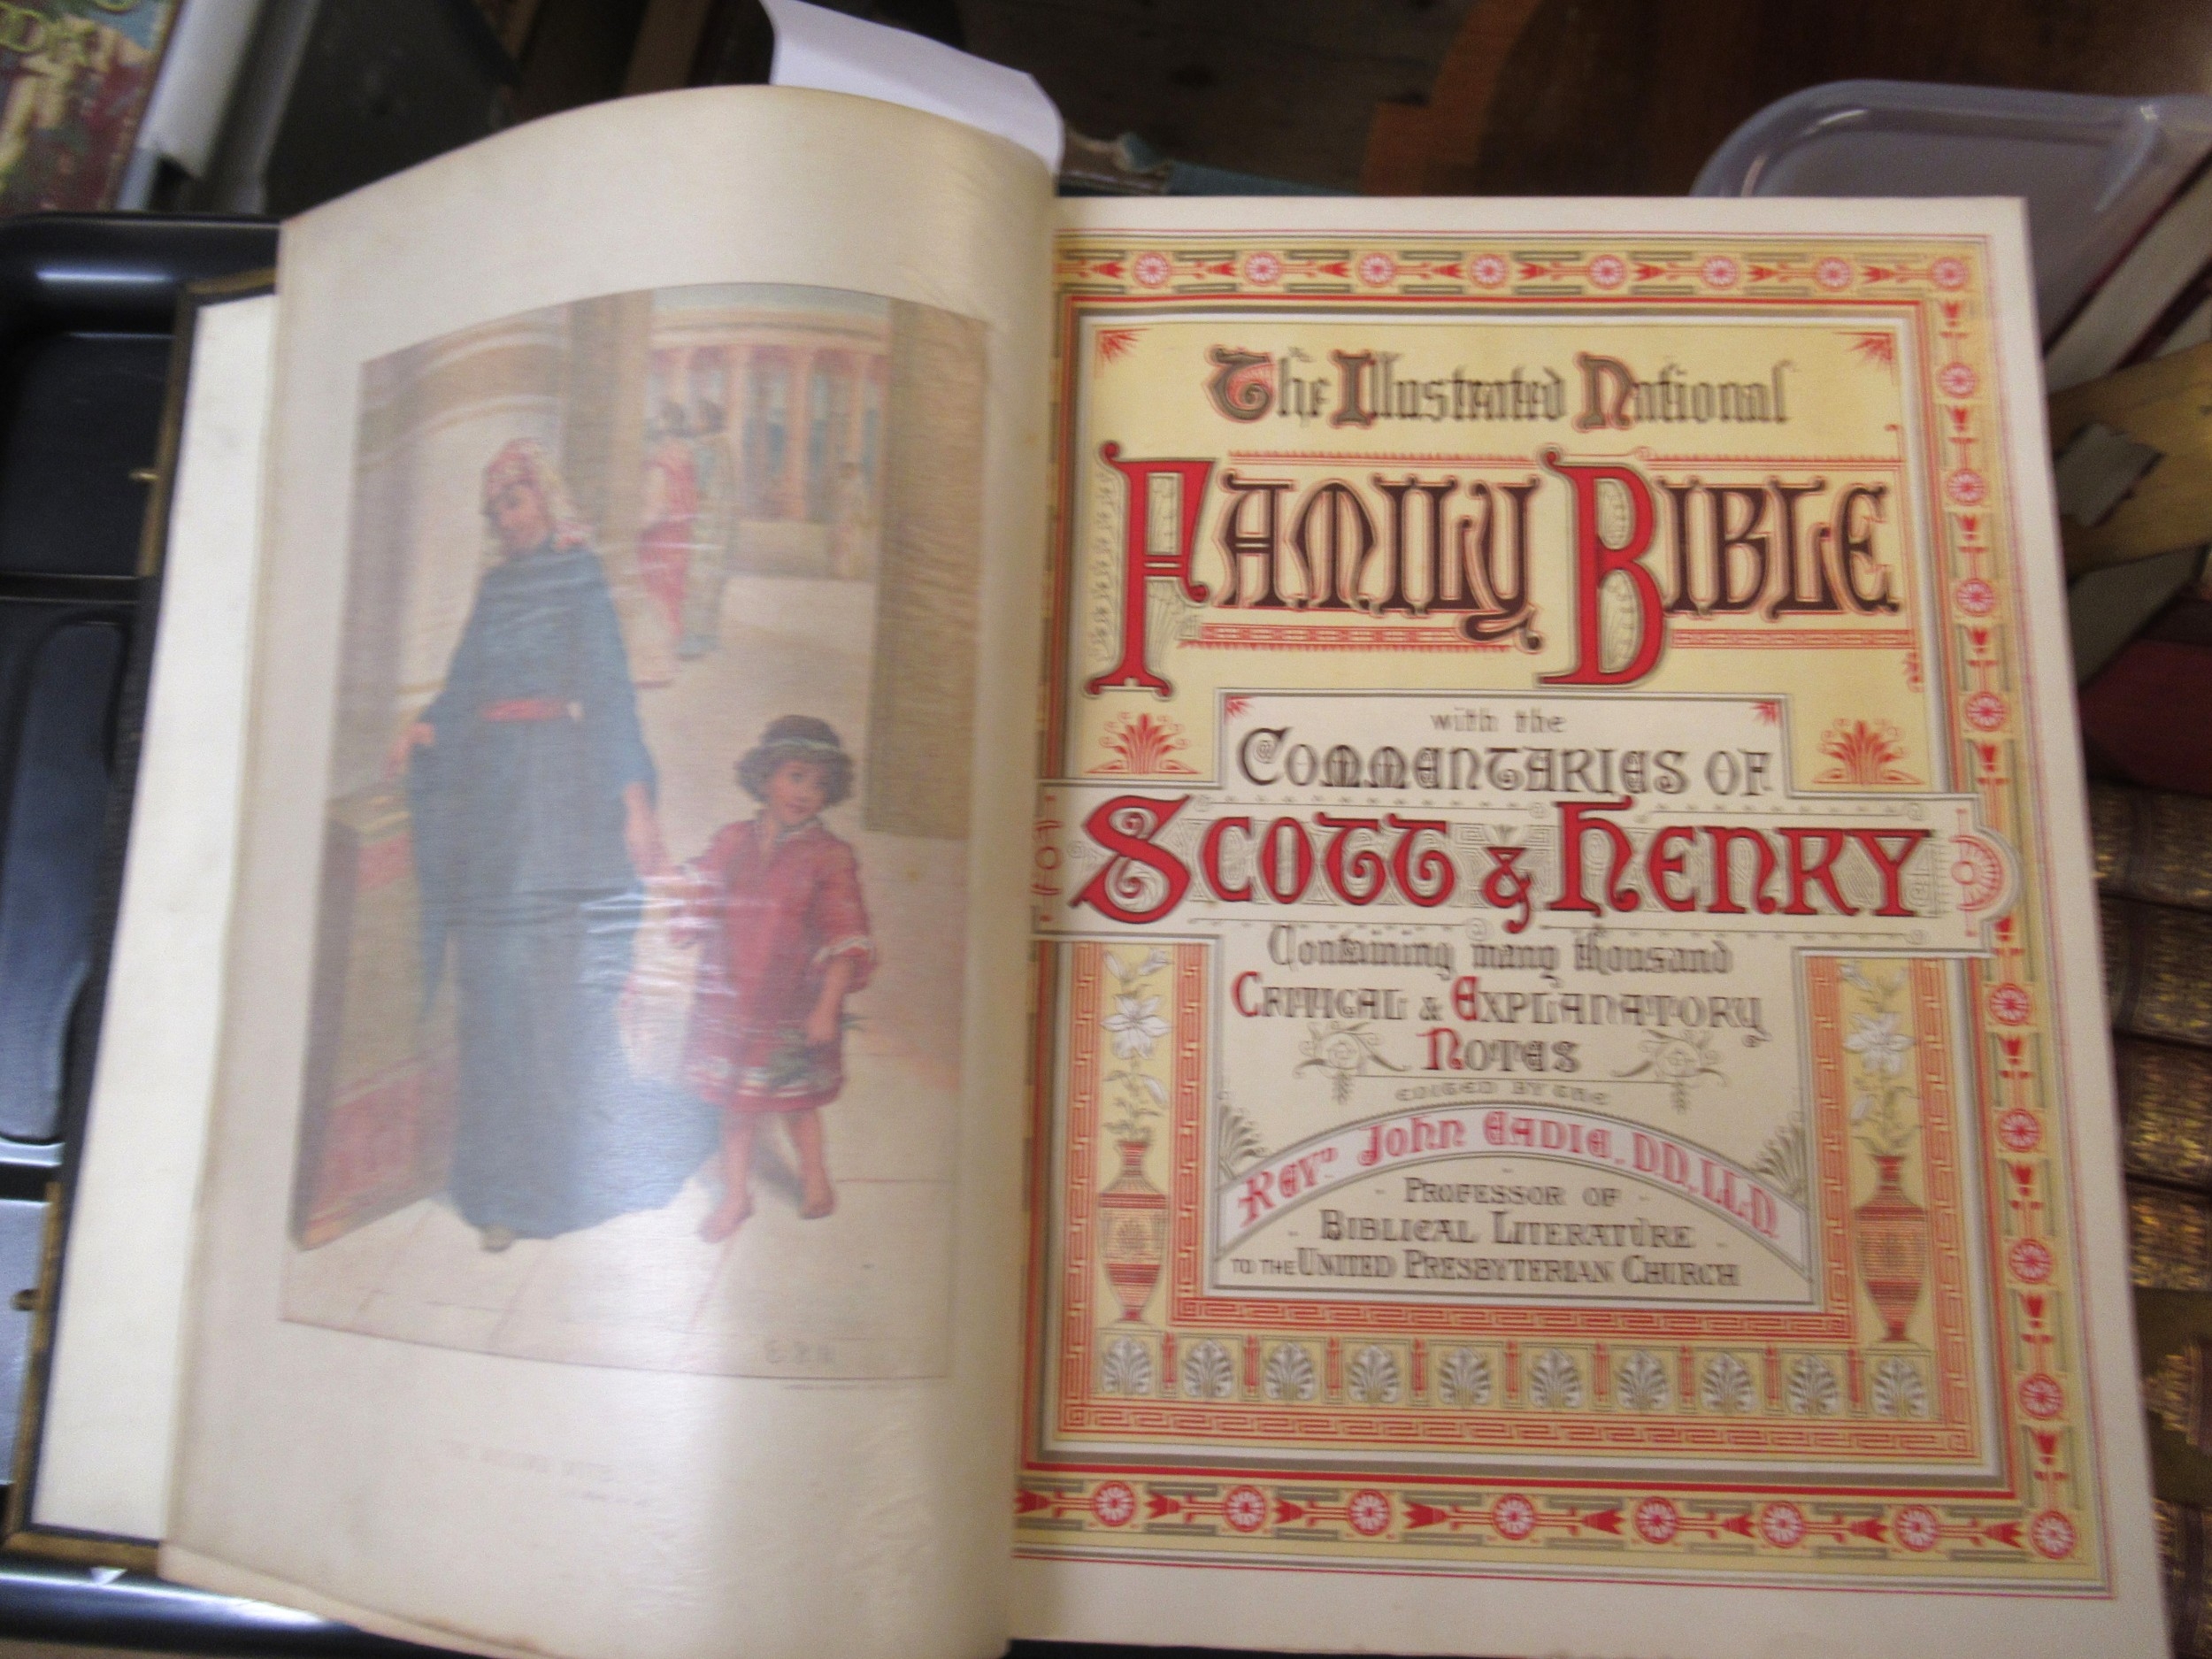 The Illustrated National
FAMILY BIBLE
with the
COMMENTARIES OF
SCOTT & HENRY
Containing many thousand
CRITICAL & EXPLANATORY
NOTES
EDITED BY THE
REVD. John EADIE, DD, LLD.
PROFESSOR OF
BIBLICAL LITERATURE
TO THE UNITED PRESBYTERIAN CHURCH